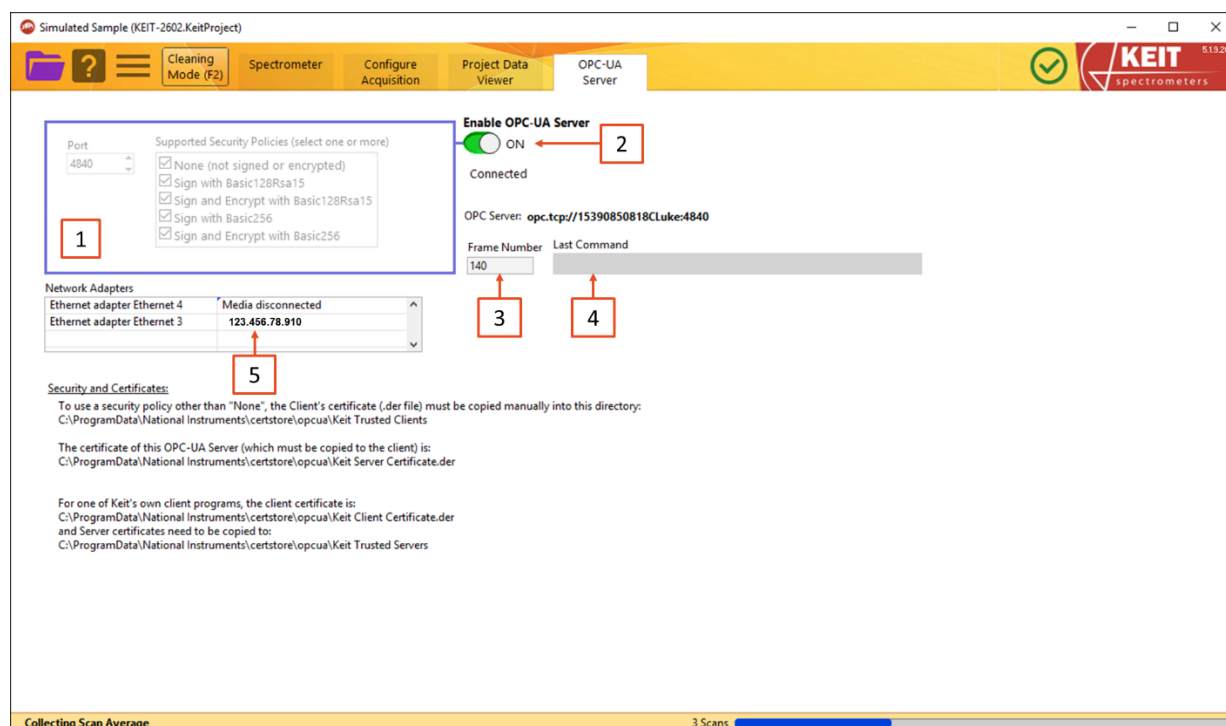 Simulated Sample (KEIT-2602.KeitProject)
Cleaning
Mode (F2)
Spectrometer
Configure
Acquisition
Project Data
Viewer
OPC-UA
Server
KEIT
spectrometers
Enable OPC-UA Server
ON
2
Connected
Port
4840
Supported Security Policies (select one or more)
None (not signed or encrypted)
Sign with Basic128Rsa15
Sign and Encrypt with Basic128Rsa15
Sign with Basic256
Sign and Encrypt with Basic256
1
OPC Server: opc.tcp://15390850818CLuke:4840
Frame Number
140
Last Command
3
4
Network Adapters
Ethernet adapter Ethernet 4 Media disconnected
Ethernet adapter Ethernet 3 123.456.78.910
5
Security and Certificates:
To use a security policy other than "None", the Client's certificate (.der file) must be copied manually into this directory:
C:\ProgramData\National Instruments\certstore\opcua\Keit Trusted Clients
The certificate of this OPC-UA Server (which must be copied to the client) is:
C:\ProgramData\National Instruments\certstore\opcua\Keit Server Certificate.der
For one of Keit's own client programs, the client certificate is:
C:\ProgramData\National Instruments\certstore\opcua\Keit Client Certificate.der
and Server certificates need to be copied to:
C:\ProgramData\National Instruments\certstore\opcua\Keit Trusted Servers
Collecting Scan Average
3 Scans